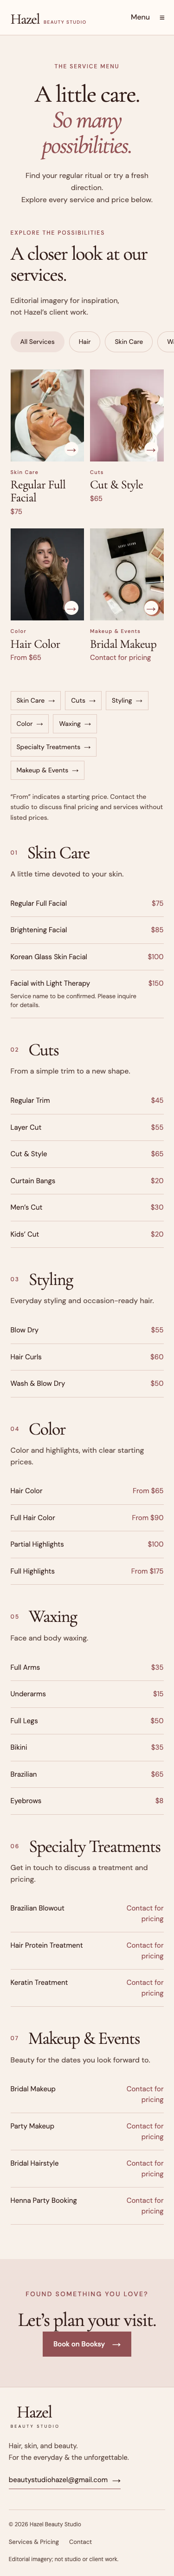 Hazel BEAUTY STUDIO
Menu
THE SERVICE MENU
A little care.
So many
possibilities.
Find your regular ritual or try a fresh
direction.
Explore every service and price below.
EXPLORE THE POSSIBILITIES
A closer look at our
services.
Editorial imagery for inspiration,
not Hazel’s client work.
All Services
Hair
Skin Care
Wa
Skin Care
Regular Full
Facial
$75
Cuts
Cut & Style
$65
Color
Hair Color
From $65
Makeup & Events
Bridal Makeup
Contact for pricing
Skin Care →
Cuts →
Styling →
Color →
Waxing →
Specialty Treatments →
Makeup & Events →
“From” indicates a starting price. Contact the
studio to discuss final pricing and services without
listed prices.
01 Skin Care
A little time devoted to your skin.
Regular Full Facial $75
Brightening Facial $85
Korean Glass Skin Facial $100
Facial with Light Therapy $150
Service name to be confirmed. Please inquire
for details.
02 Cuts
From a simple trim to a new shape.
Regular Trim $45
Layer Cut $55
Cut & Style $65
Curtain Bangs $20
Men’s Cut $30
Kids’ Cut $20
03 Styling
Everyday styling and occasion-ready hair.
Blow Dry $55
Hair Curls $60
Wash & Blow Dry $50
04 Color
Color and highlights, with clear starting
prices.
Hair Color From $65
Full Hair Color From $90
Partial Highlights $100
Full Highlights From $175
05 Waxing
Face and body waxing.
Full Arms $35
Underarms $15
Full Legs $50
Bikini $35
Brazilian $65
Eyebrows $8
06 Specialty Treatments
Get in touch to discuss a treatment and
pricing.
Brazilian Blowout Contact for
pricing
Hair Protein Treatment Contact for
pricing
Keratin Treatment Contact for
pricing
07 Makeup & Events
Beauty for the dates you look forward to.
Bridal Makeup Contact for
pricing
Party Makeup Contact for
pricing
Bridal Hairstyle Contact for
pricing
Henna Party Booking Contact for
pricing
FOUND SOMETHING YOU LOVE?
Let’s plan your visit.
Book on Booksy →
Hazel
BEAUTY STUDIO
Hair, skin, and beauty.
For the everyday & the unforgettable.
beautystudiohazel@gmail.com →
© 2026 Hazel Beauty Studio
Services & Pricing
Contact
Editorial imagery; not studio or client work.